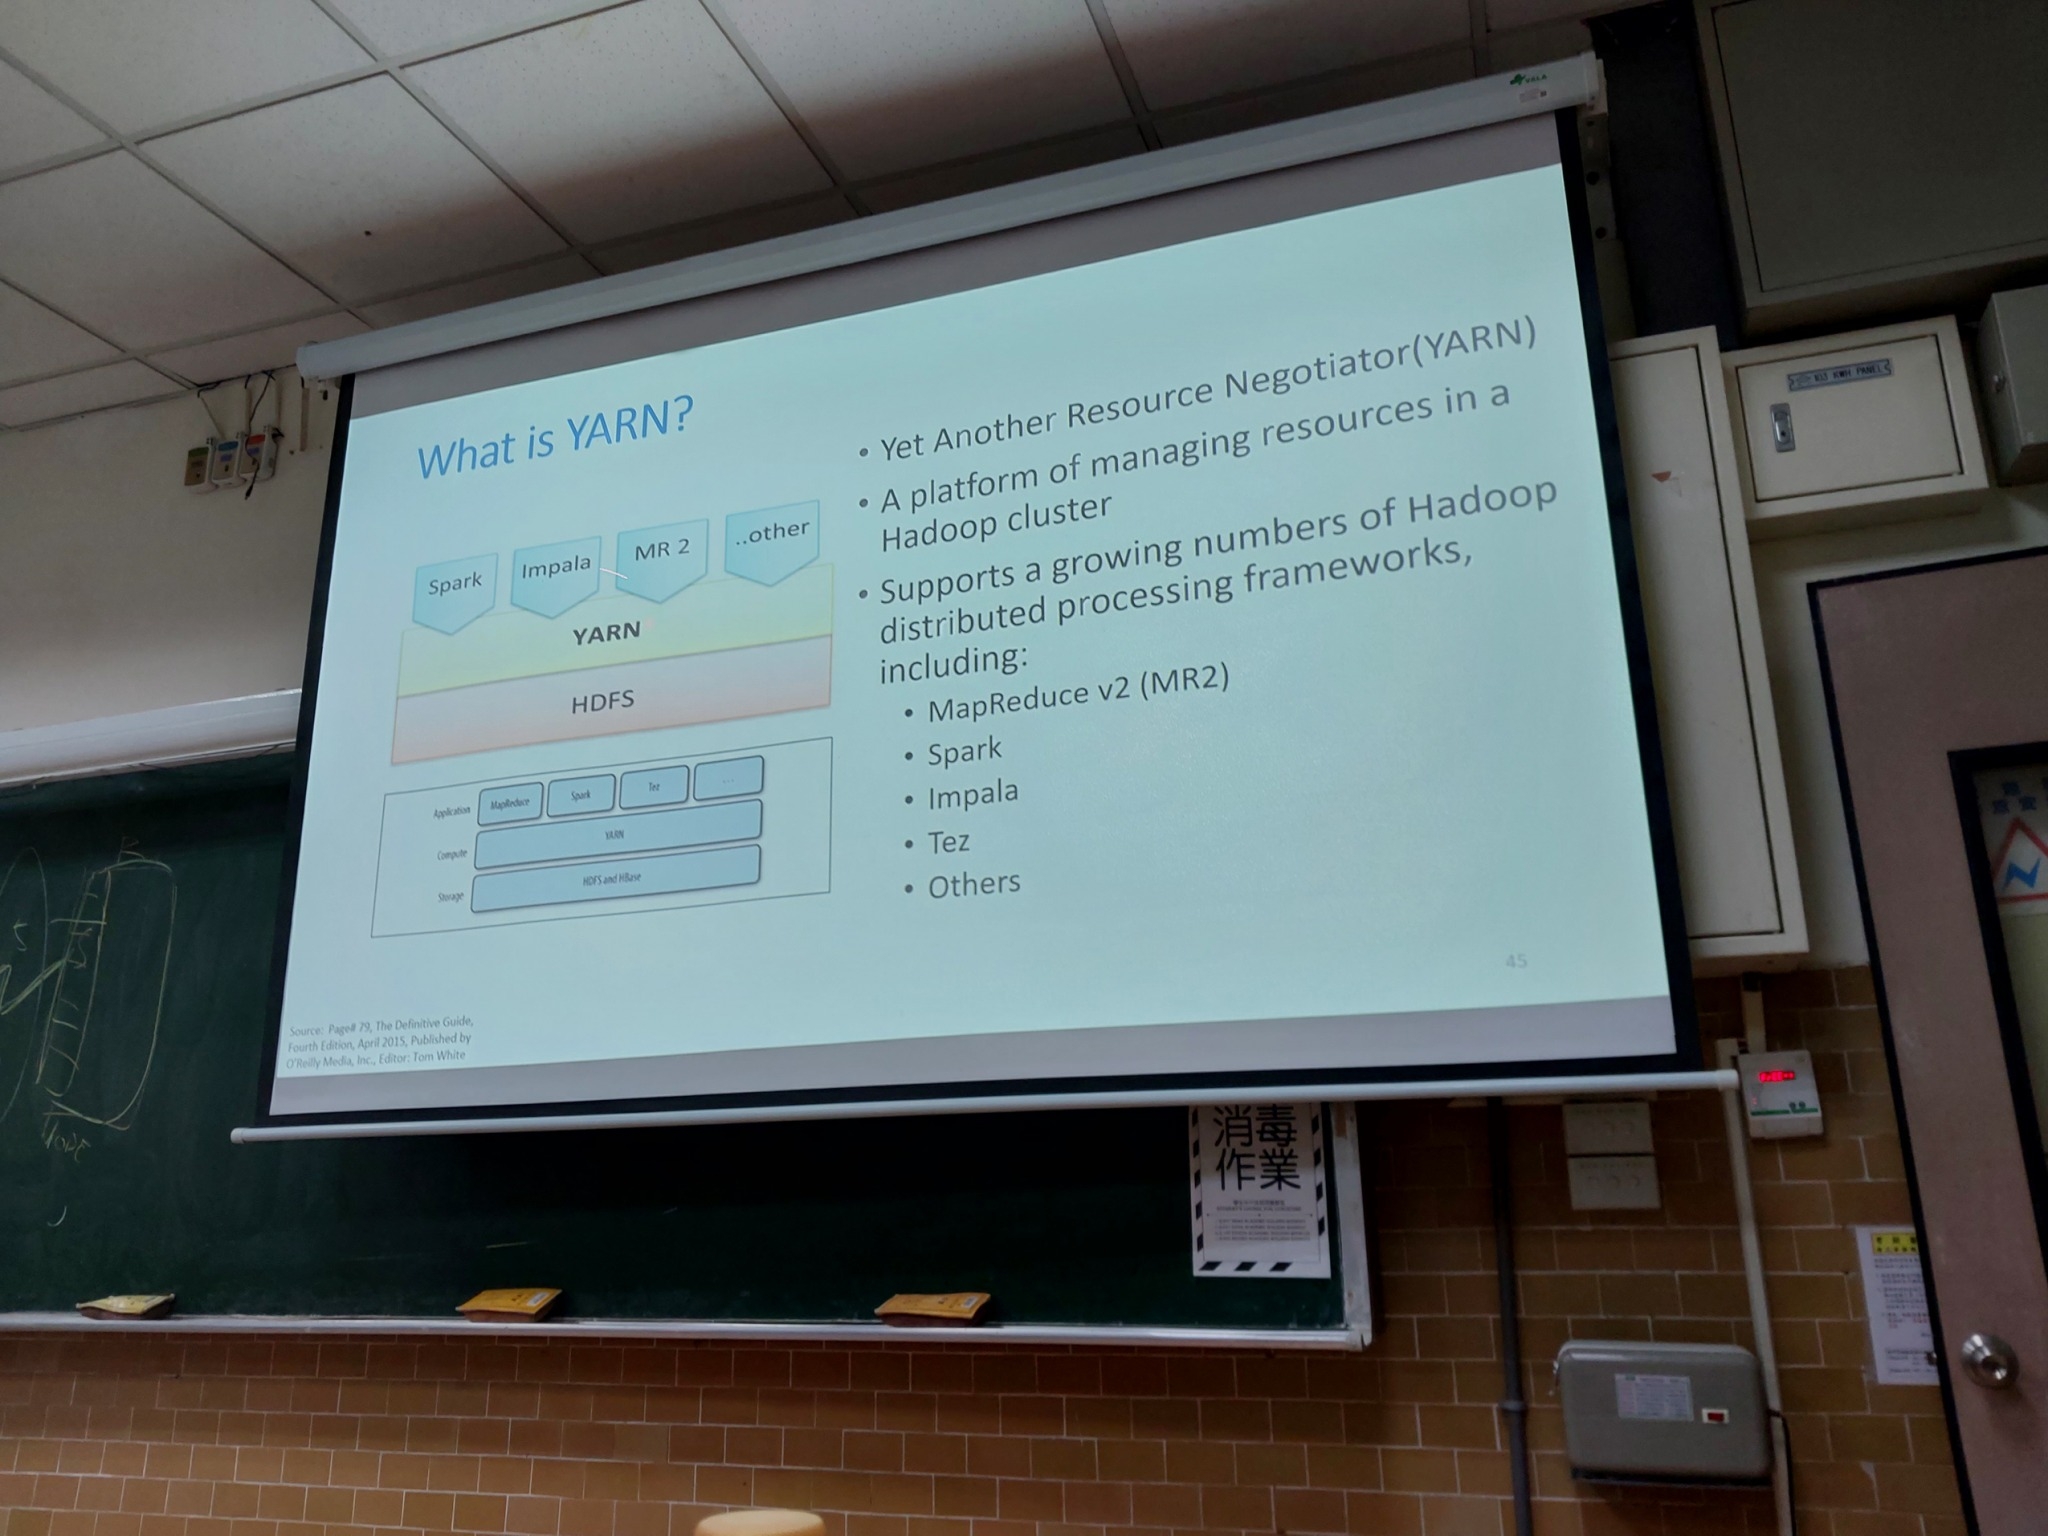 What is YARN?
Spark
Impala
MR 2
..other
YARN
HDFS
Application
MapReduce
Spark
Tez
...
Compute
YARN
Storage
HDFS and HBase
• Yet Another Resource Negotiator(YARN)
• A platform of managing resources in a
Hadoop cluster
• Supports a growing numbers of Hadoop
distributed processing frameworks,
including:
• MapReduce v2 (MR2)
• Spark
• Impala
• Tez
• Others
45
Source: Page# 79, The Definitive Guide,
Fourth Edition, April 2015, Published by
O'Reilly Media, Inc., Editor: Tom White
KWH PANEL
消毒
作業